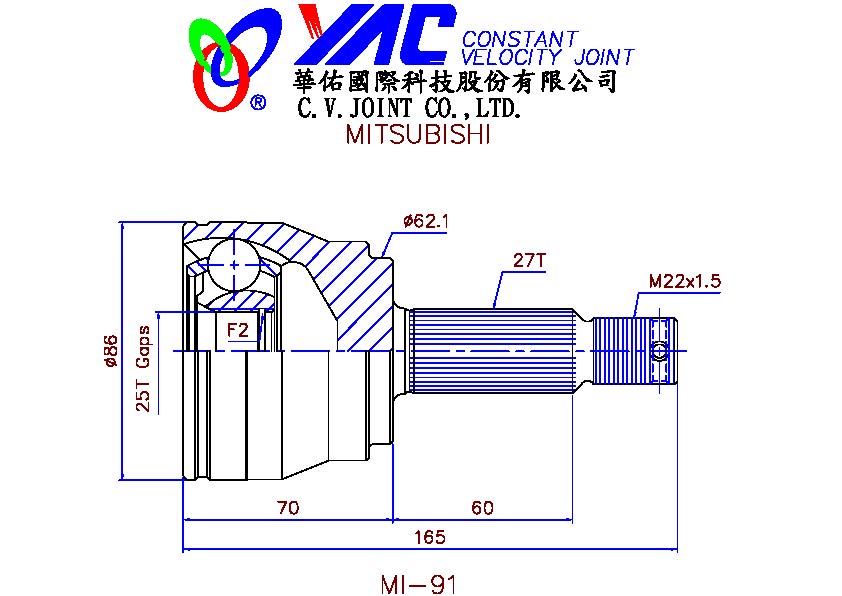 YAC CONSTANT
VELOCITY JOINT
®
華佑國際科技股份有限公司
C.V.JOINT CO.,LTD.
MITSUBISHI
ø62.1
27T
M22x1.5
F2
ø86
25T Gaps
70
60
165
MI-91